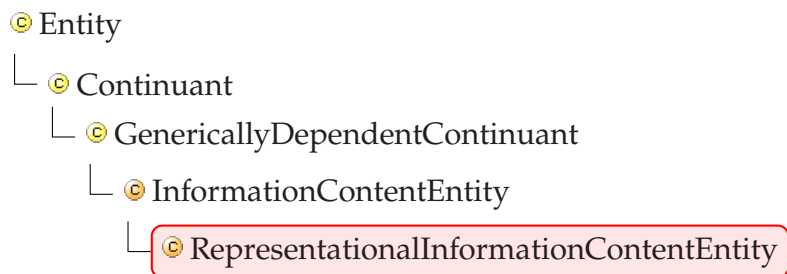 Entity
Continuant
GenericallyDependentContinuant
InformationContentEntity
RepresentationalInformationContentEntity